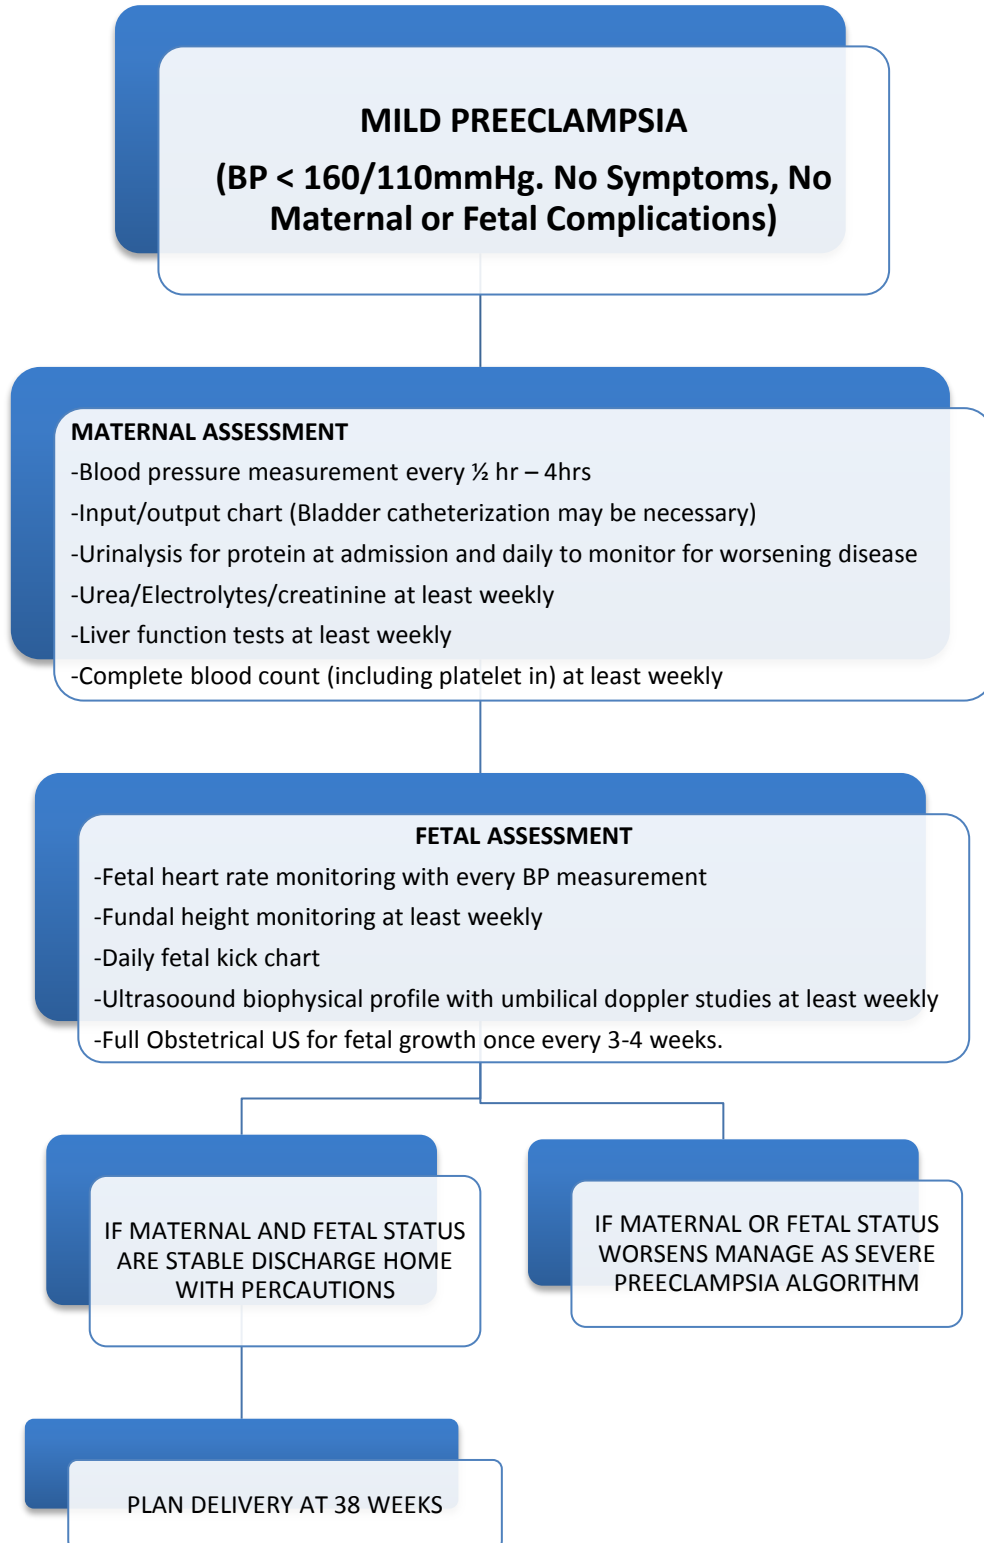 MILD PREECLAMPSIA
(BP < 160/110mmHg. No Symptoms, No
Maternal or Fetal Complications)
MATERNAL ASSESSMENT
-Blood pressure measurement every ½ hr – 4hrs
-Input/output chart (Bladder catheterization may be necessary)
-Urinalysis for protein at admission and daily to monitor for worsening disease
-Urea/Electrolytes/creatinine at least weekly
-Liver function tests at least weekly
-Complete blood count (including platelet in) at least weekly
FETAL ASSESSMENT
-Fetal heart rate monitoring with every BP measurement
-Fundal height monitoring at least weekly
-Daily fetal kick chart
-Ultrasoound biophysical profile with umbilical doppler studies at least weekly
-Full Obstetrical US for fetal growth once every 3-4 weeks.
IF MATERNAL AND FETAL STATUS
ARE STABLE DISCHARGE HOME
WITH PERCAUTIONS
IF MATERNAL OR FETAL STATUS
WORSENS MANAGE AS SEVERE
PREECLAMPSIA ALGORITHM
PLAN DELIVERY AT 38 WEEKS